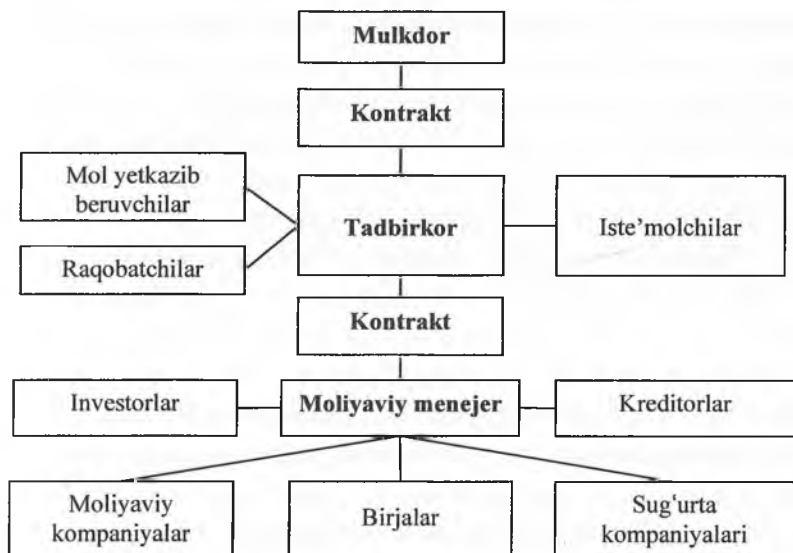 Mulkdor
Kontrakt
Mol yetkazib
beruvchilar
Tadbirkor
Iste’molchilar
Raqobatchilar
Kontrakt
Investorlar
Moliyaviy menejer
Kreditorlar
Moliyaviy
kompaniyalar
Birjalar
Sug‘urta
kompaniyalari